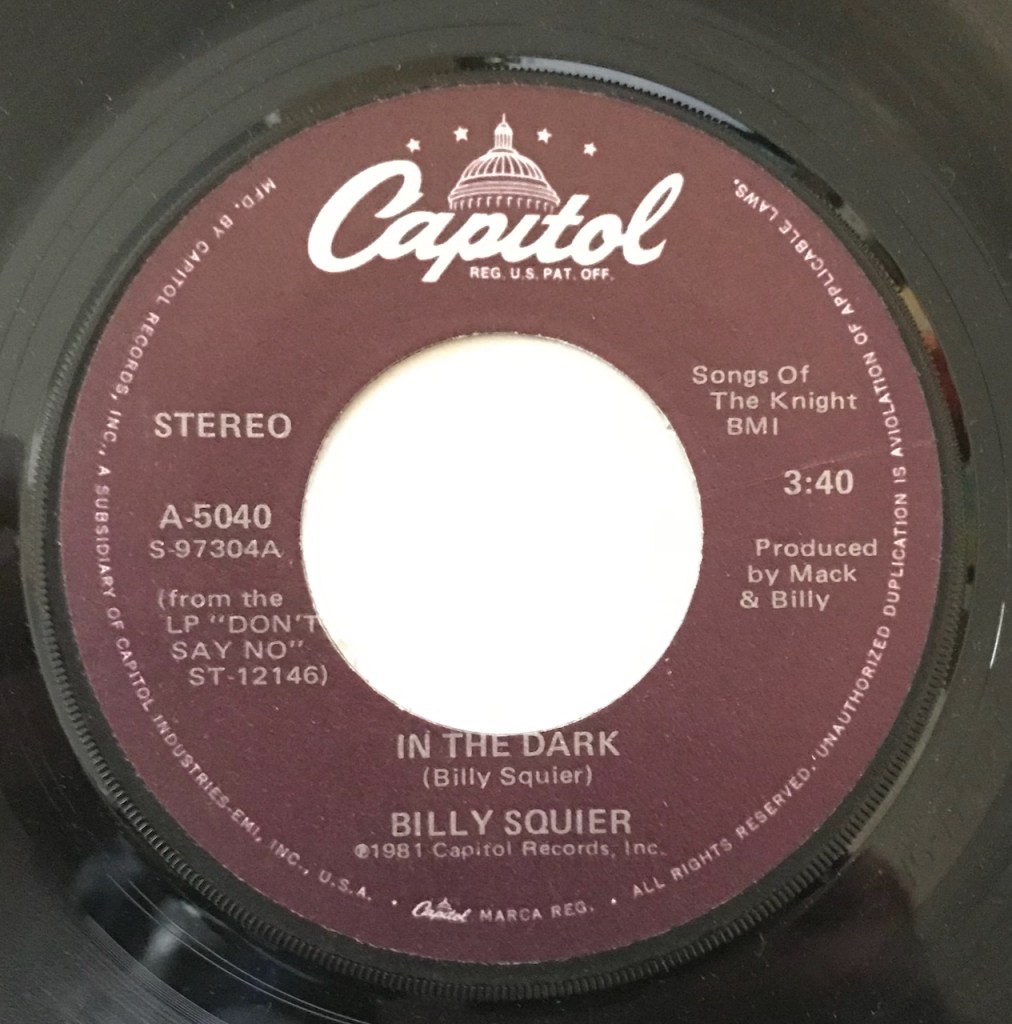 Capitol
REG. U.S. PAT. OFF.
STEREO
A-5040
S-97304A
(from the
LP "DON'T
SAY NO"
ST-12146)
Songs Of
The Knight
BMI
3:40
Produced
by Mack
& Billy
IN THE DARK
(Billy Squier)
BILLY SQUIER
℗1981 Capitol Records, Inc.
MFD. BY CAPITOL RECORDS, INC., A SUBSIDIARY OF CAPITOL INDUSTRIES-EMI, INC., U.S.A. • Capitol MARCA REG. • ALL RIGHTS RESERVED. UNAUTHORIZED DUPLICATION IS A VIOLATION OF APPLICABLE LAWS.